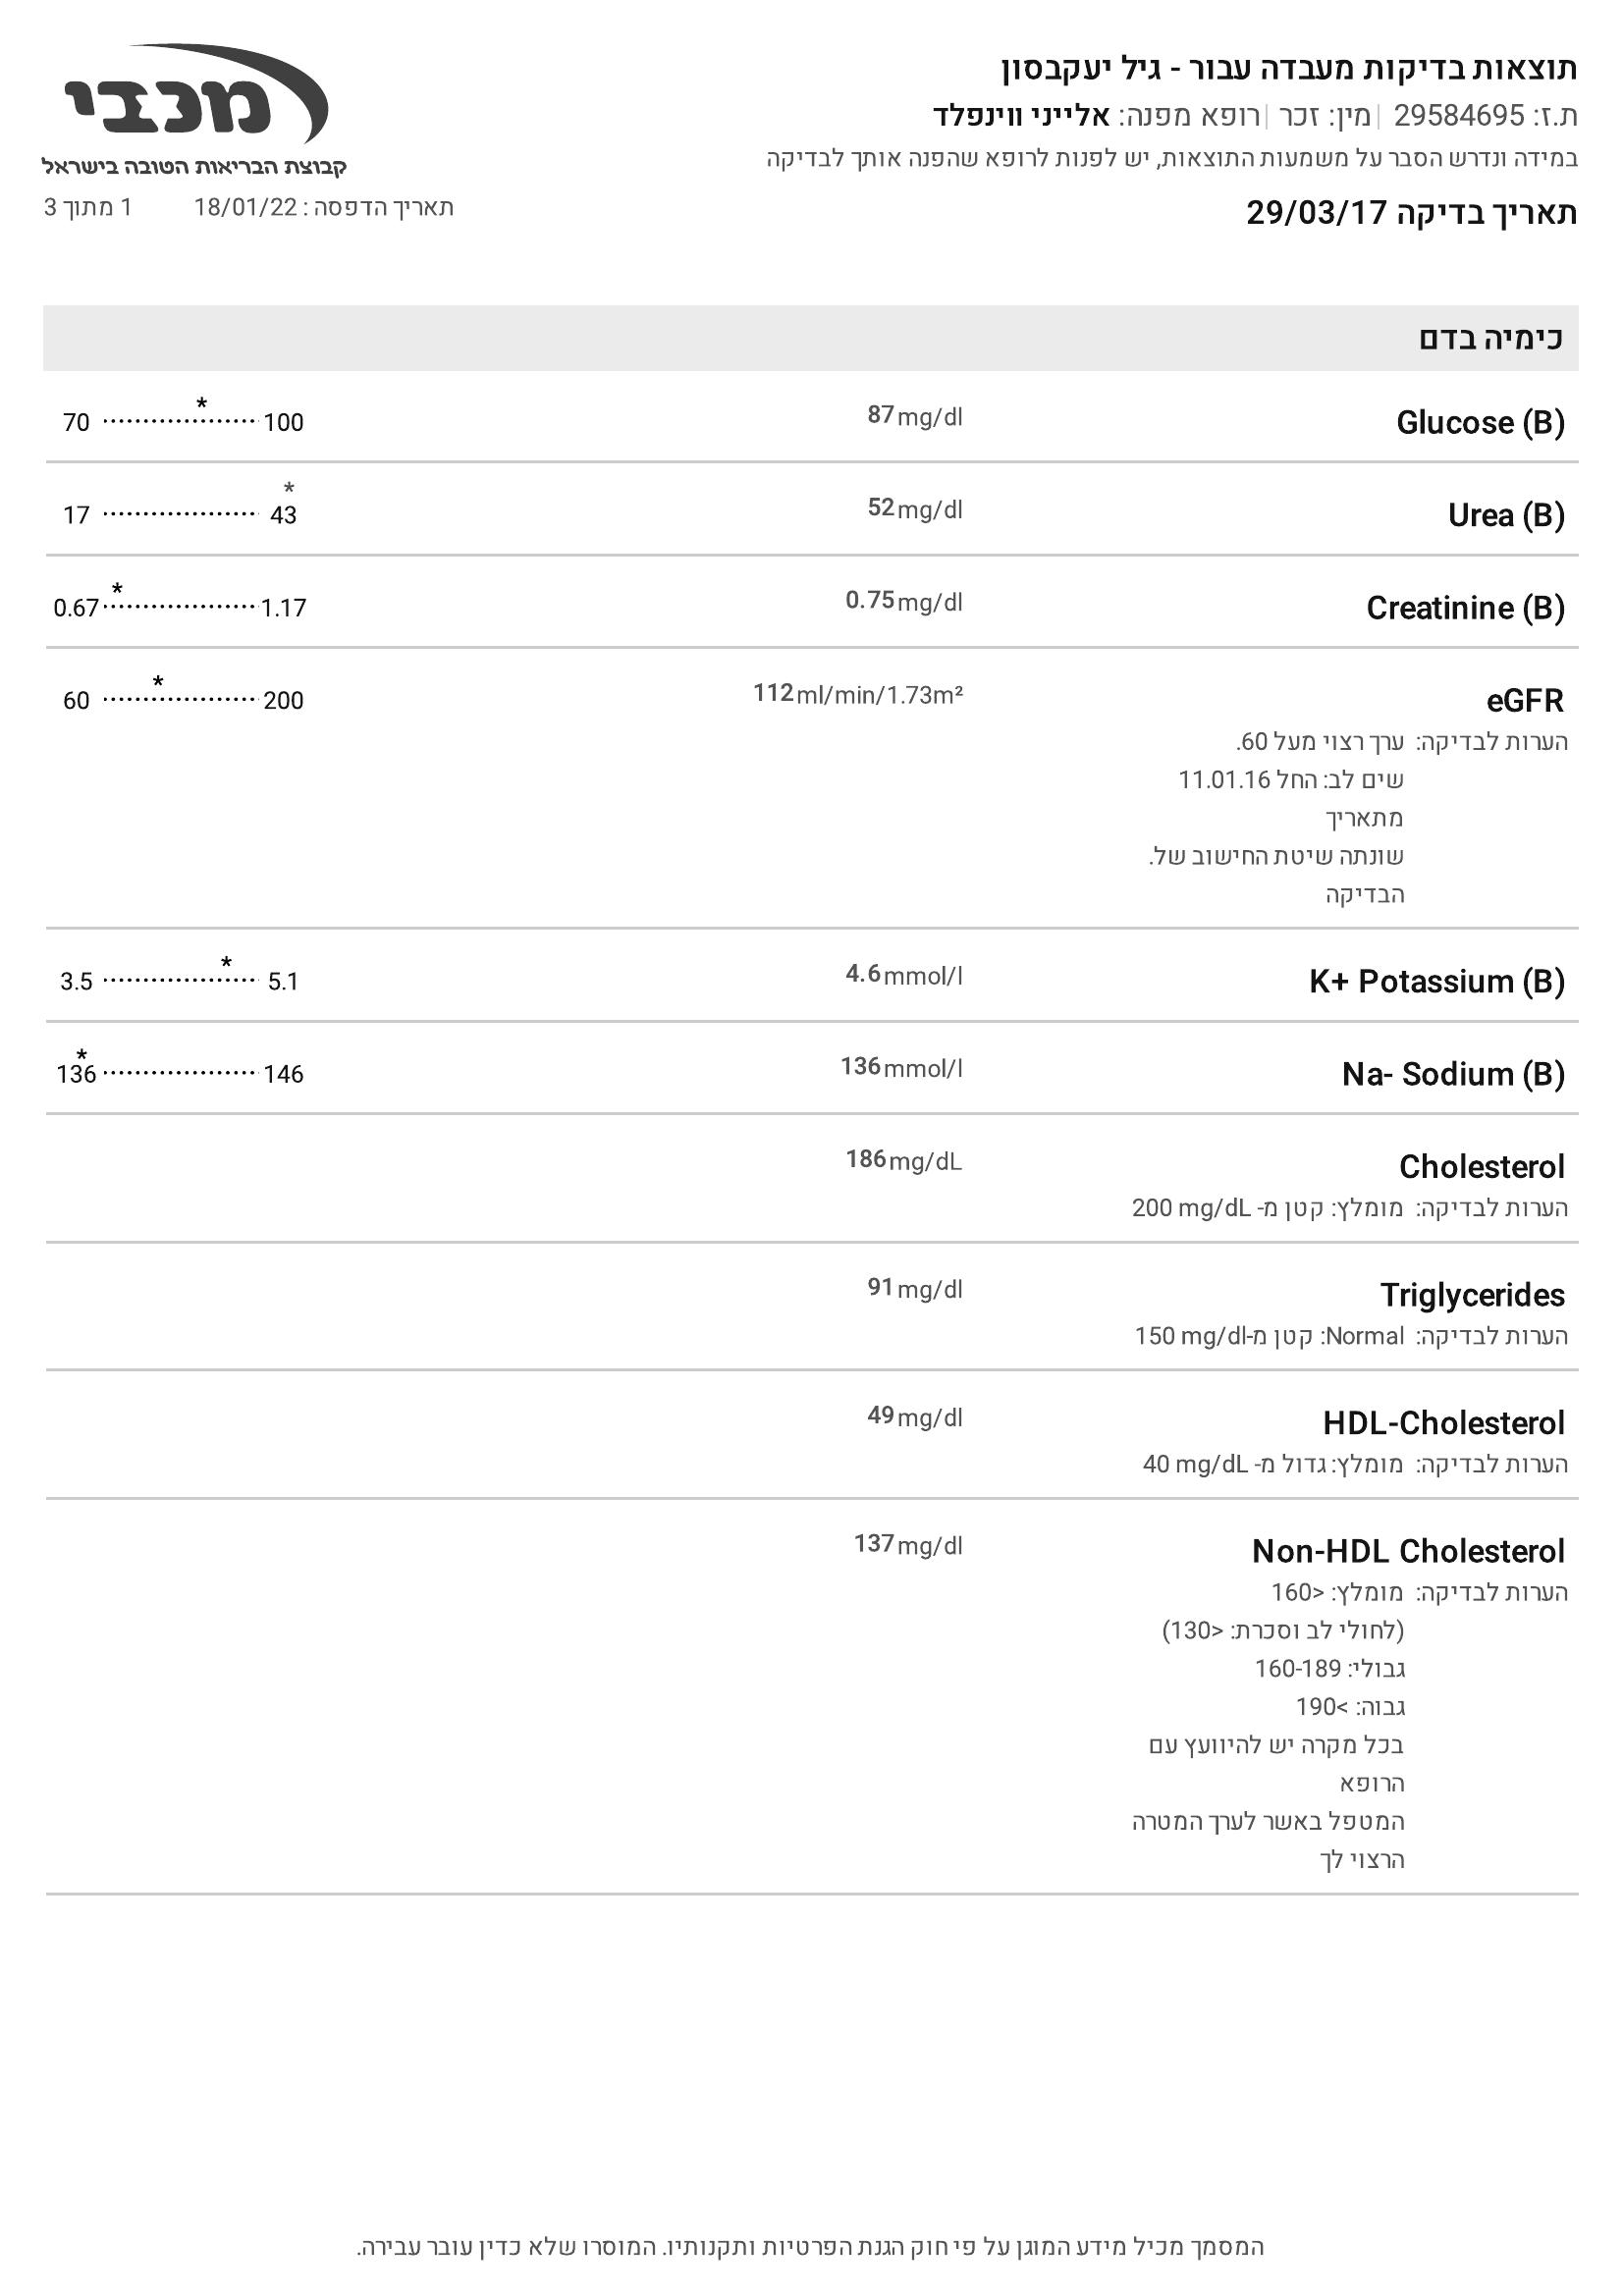 מכבי
קבוצת הבריאות הטובה בישראל
תוצאות בדיקות מעבדה עבור - גיל יעקבסון
ת.ז: 29584695 | מין: זכר | רופא מפנה: אלייני ווינפלד
במידה ונדרש הסבר על משמעות התוצאות, יש לפנות לרופא שהפנה אותך לבדיקה
תאריך בדיקה 29/03/17
תאריך הדפסה : 18/01/22 1 מתוך 3
כימיה בדם
Glucose (B) 87 mg/dl 70 * 100
Urea (B) 52 mg/dl 17 43 *
Creatinine (B) 0.75 mg/dl 0.67 * 1.17
eGFR 112 ml/min/1.73m² 60 * 200
הערות לבדיקה: ערך רצוי מעל 60.
שים לב: החל 11.01.16
מתאריך
שונתה שיטת החישוב של.
הבדיקה
K+ Potassium (B) 4.6 mmol/l 3.5 * 5.1
Na- Sodium (B) 136 mmol/l * 136 146
Cholesterol 186 mg/dL
הערות לבדיקה: מומלץ: קטן מ- 200 mg/dL
Triglycerides 91 mg/dl
הערות לבדיקה: Normal: קטן מ-150 mg/dl
HDL-Cholesterol 49 mg/dl
הערות לבדיקה: מומלץ: גדול מ- 40 mg/dL
Non-HDL Cholesterol 137 mg/dl
הערות לבדיקה: מומלץ: <160
(לחולי לב וסכרת: <130)
גבולי: 160-189
גבוה: >190
בכל מקרה יש להיוועץ עם
הרופא
המטפל באשר לערך המטרה
הרצוי לך
המסמך מכיל מידע המוגן על פי חוק הגנת הפרטיות ותקנותיו. המוסרו שלא כדין עובר עבירה.